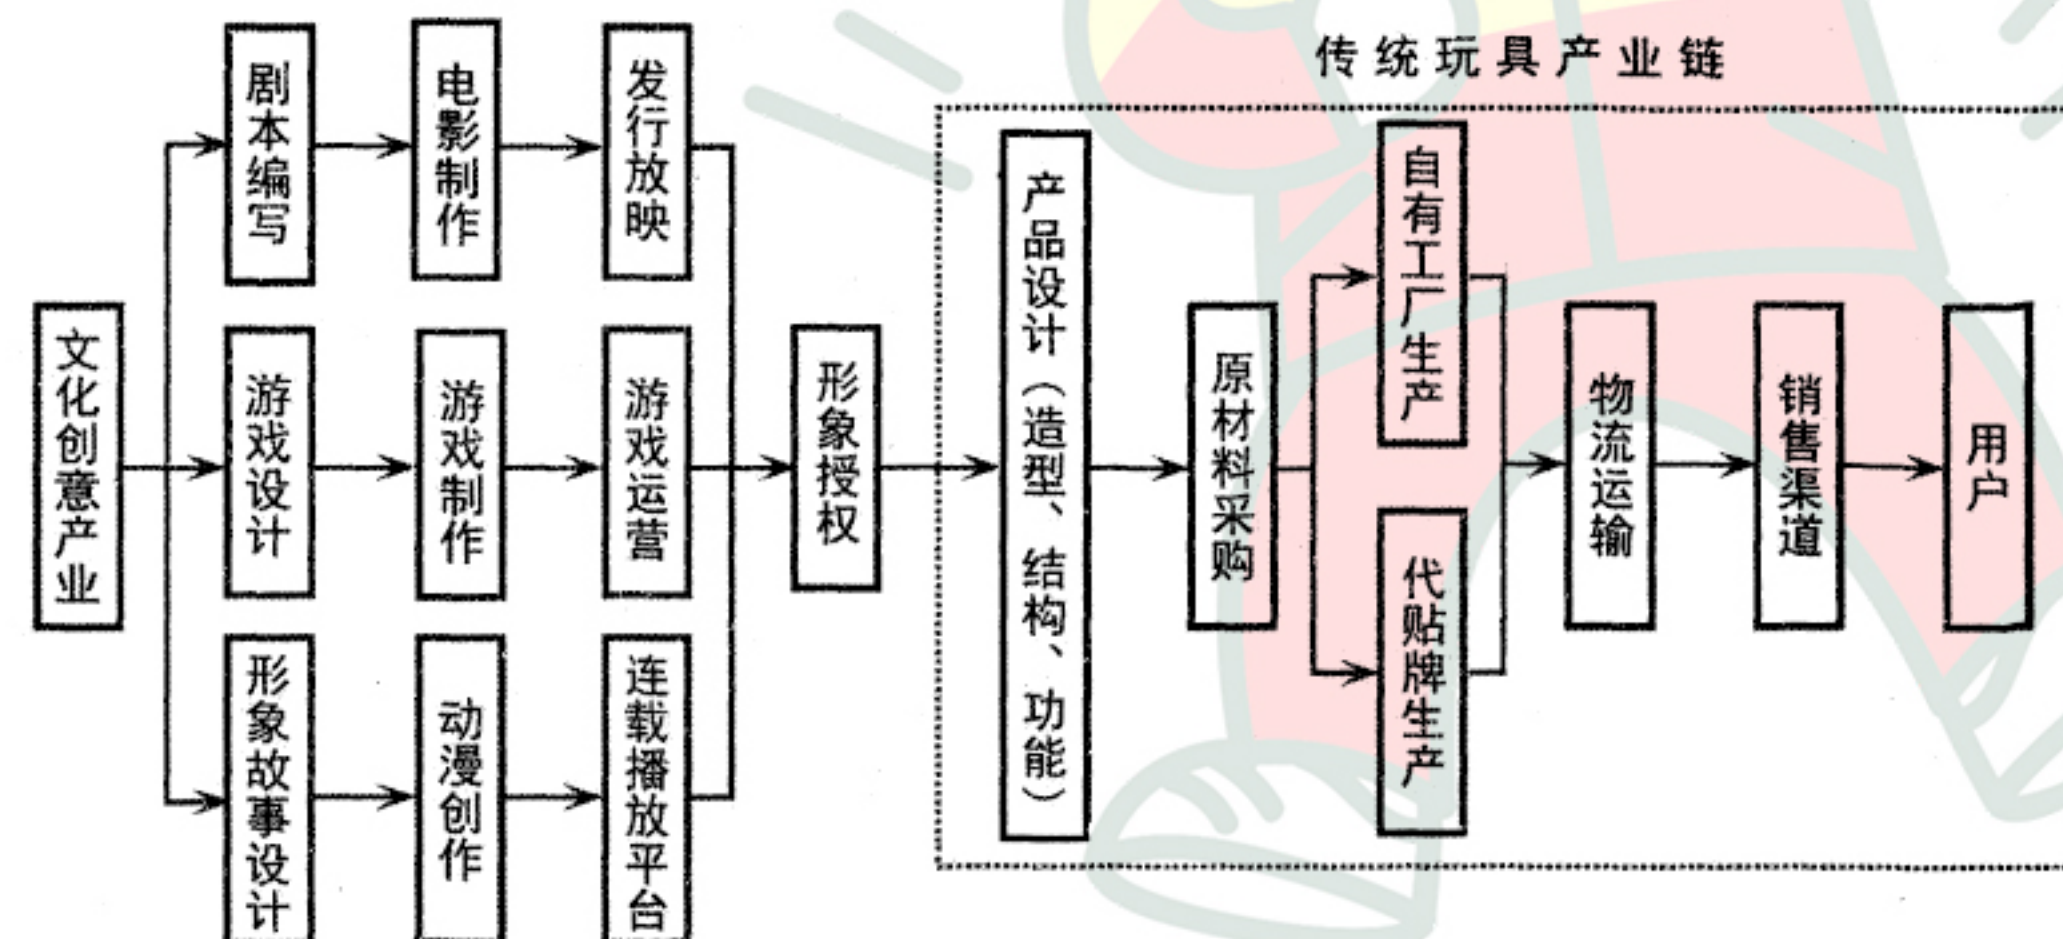 传统玩具产业链
文化创意产业
剧本编写
电影制作
发行放映
游戏设计
游戏制作
游戏运营
形象故事设计
动漫创作
连载播放平台
形象授权
产品设计（造型、结构、功能）
原材料采购
自有工厂生产
代贴牌生产
物流运输
销售渠道
用户